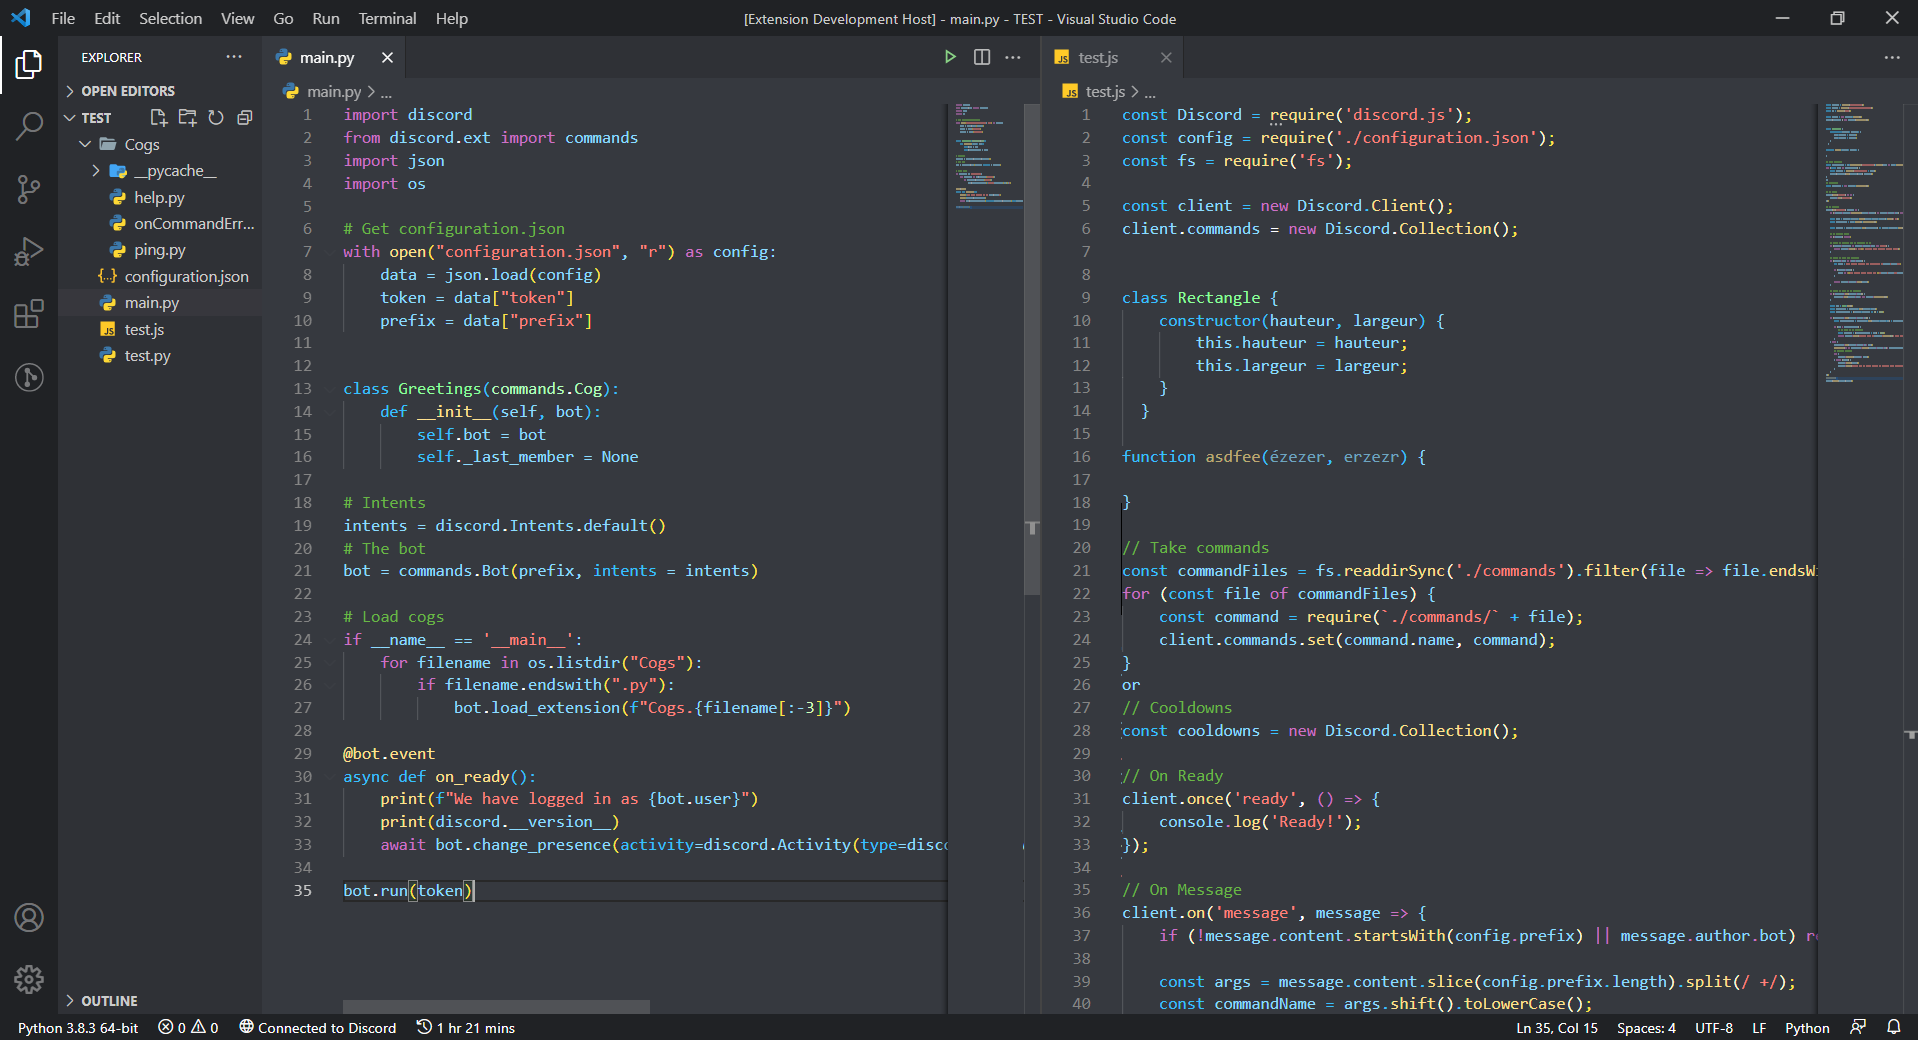 File Edit Selection View Go Run Terminal Help
[Extension Development Host] - main.py - TEST - Visual Studio Code
EXPLORER
OPEN EDITORS
TEST
Cogs
__pycache__
help.py
onCommandErr...
ping.py
{..} configuration.json
main.py
JS test.js
test.py
OUTLINE
main.py
main.py > ...
1 import discord
2 from discord.ext import commands
3 import json
4 import os
5
6 # Get configuration.json
7 with open("configuration.json", "r") as config:
8 data = json.load(config)
9 token = data["token"]
10 prefix = data["prefix"]
11
12
13 class Greetings(commands.Cog):
14 def __init__(self, bot):
15 self.bot = bot
16 self._last_member = None
17
18 # Intents
19 intents = discord.Intents.default()
20 # The bot
21 bot = commands.Bot(prefix, intents = intents)
22
23 # Load cogs
24 if __name__ == '__main__':
25 for filename in os.listdir("Cogs"):
26 if filename.endswith(".py"):
27 bot.load_extension(f"Cogs.{filename[:-3]}")
28
29 @bot.event
30 async def on_ready():
31 print(f"We have logged in as {bot.user}")
32 print(discord.__version__)
33 await bot.change_presence(activity=discord.Activity(type=disc
34
35 bot.run(token)
JS test.js
JS test.js > ...
1 const Discord = require('discord.js');
2 const config = require('./configuration.json');
3 const fs = require('fs');
4
5 const client = new Discord.Client();
6 client.commands = new Discord.Collection();
7
8
9 class Rectangle {
10 constructor(hauteur, largeur) {
11 this.hauteur = hauteur;
12 this.largeur = largeur;
13 }
14 }
15
16 function asdfee(ézezer, erzezr) {
17
18 }
19
20 // Take commands
21 const commandFiles = fs.readdirSync('./commands').filter(file => file.endsW
22 for (const file of commandFiles) {
23 const command = require(`./commands/` + file);
24 client.commands.set(command.name, command);
25 }
26 or
27 // Cooldowns
28 const cooldowns = new Discord.Collection();
29
30 // On Ready
31 client.once('ready', () => {
32 console.log('Ready!');
33 });
34
35 // On Message
36 client.on('message', message => {
37 if (!message.content.startsWith(config.prefix) || message.author.bot) r
38
39 const args = message.content.slice(config.prefix.length).split(/ +/);
40 const commandName = args.shift().toLowerCase();
Python 3.8.3 64-bit 0 0 Connected to Discord 1 hr 21 mins
Ln 35, Col 15 Spaces: 4 UTF-8 LF Python